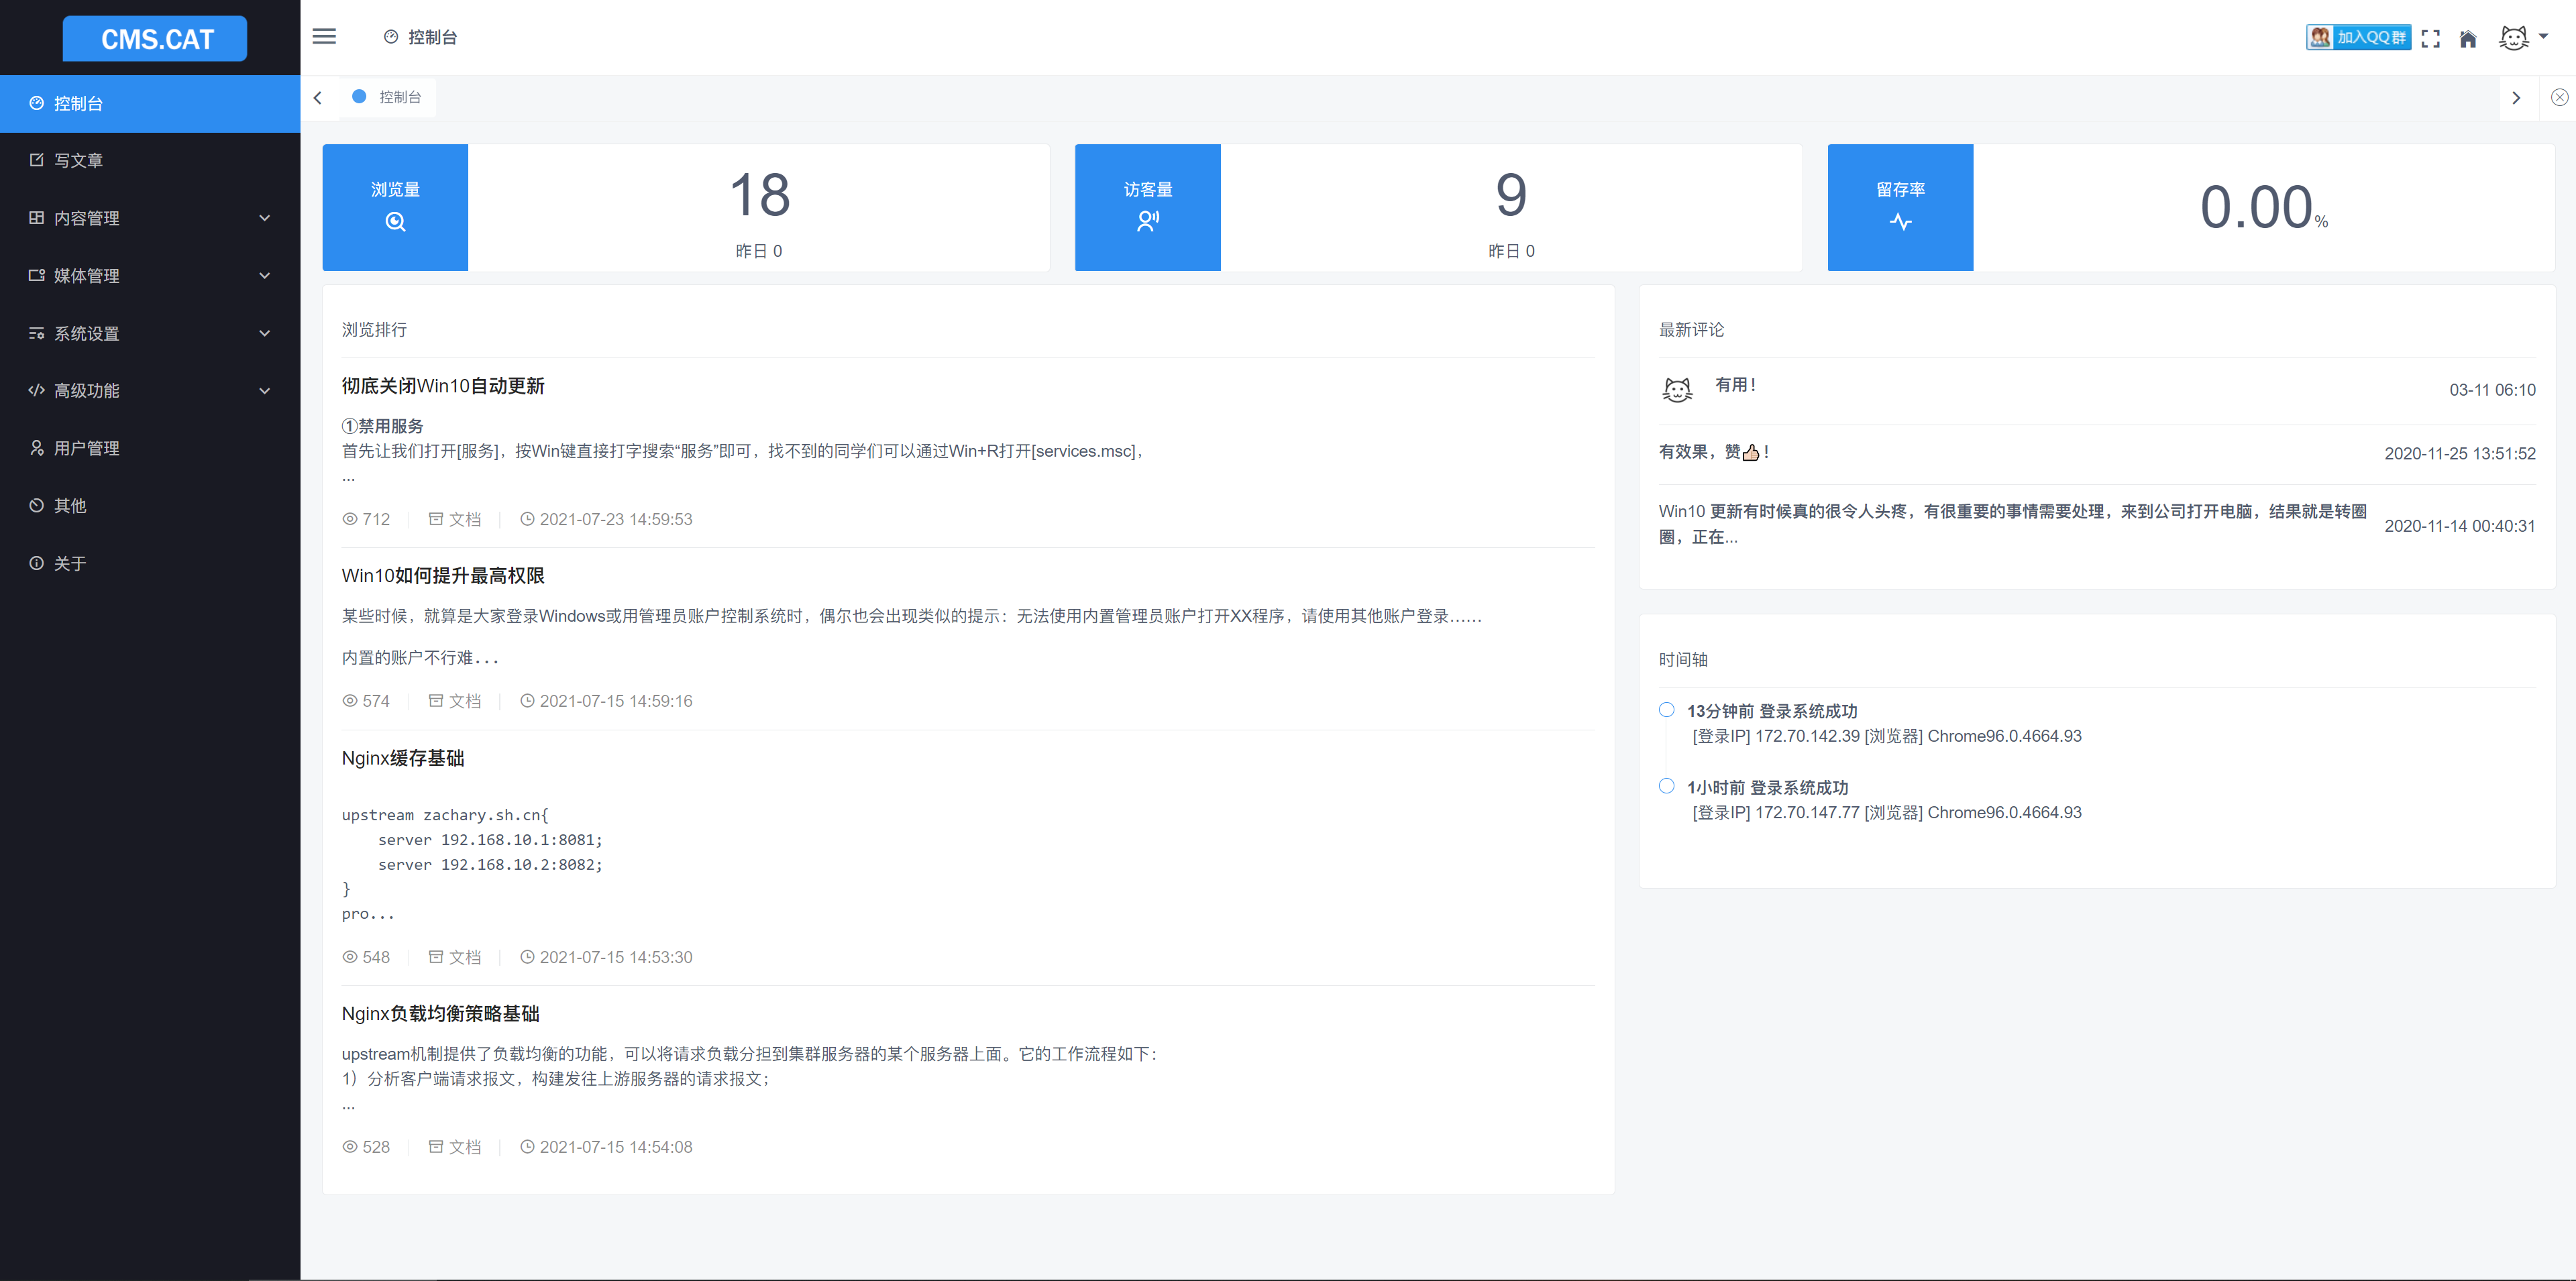 CMS.CAT
控制台
写文章
内容管理
媒体管理
系统设置
高级功能
用户管理
其他
关于
控制台
加入QQ群
控制台
浏览量
18
昨日 0
访客量
9
昨日 0
留存率
0.00%
浏览排行
彻底关闭Win10自动更新
①禁用服务
首先让我们打开[服务]，按Win键直接打字搜索“服务”即可，找不到的同学们可以通过Win+R打开[services.msc]，
...
712 文档 2021-07-23 14:59:53
Win10如何提升最高权限
某些时候，就算是大家登录Windows或用管理员账户控制系统时，偶尔也会出现类似的提示：无法使用内置管理员账户打开XX程序，请使用其他账户登录……
内置的账户不行难...
574 文档 2021-07-15 14:59:16
Nginx缓存基础
upstream zachary.sh.cn{
    server 192.168.10.1:8081;
    server 192.168.10.2:8082;
}
pro...
548 文档 2021-07-15 14:53:30
Nginx负载均衡策略基础
upstream机制提供了负载均衡的功能，可以将请求负载分担到集群服务器的某个服务器上面。它的工作流程如下：
1）分析客户端请求报文，构建发往上游服务器的请求报文；
...
528 文档 2021-07-15 14:54:08
最新评论
有用！
03-11 06:10
有效果，赞👍🏻！
2020-11-25 13:51:52
Win10 更新有时候真的很令人头疼，有很重要的事情需要处理，来到公司打开电脑，结果就是转圈
圈，正在...
2020-11-14 00:40:31
时间轴
13分钟前 登录系统成功
[登录IP] 172.70.142.39 [浏览器] Chrome96.0.4664.93
1小时前 登录系统成功
[登录IP] 172.70.147.77 [浏览器] Chrome96.0.4664.93